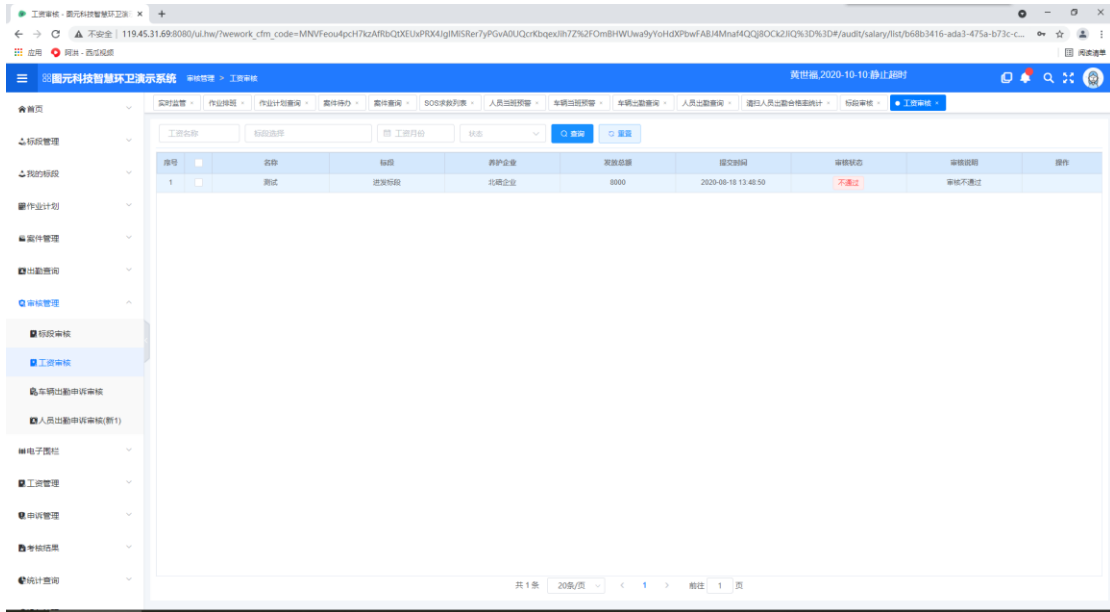 工资审核 - 图元科技智慧环卫演
不安全 | 119.45.31.69:8080/ui.hw/?wework_cfm_code=MNVFeou4pcH7kzAfRbQtXEUxPRX4JglMISRer7yPGvA0UQcrKbqexJih7Z%2FOmBHWUwa9yYoHdXPbwFABJ4Mnaf4QCjj8OCk2JIQ%3D%3D#/audit/salary/list/b68b3416-ada3-475a-b73c-c...
应用 阿洪 - 西瓜视频 阅读清单
图元科技智慧环卫演示系统 审核管理 > 工资审核 黄世福,2020-10-10 静止超时
实时监管 作业排班 作业计划查询 案件待办 案件查询 SOS求救列表 人员当班预警 车辆当班预警 车辆出勤查询 人员出勤查询 清扫人员出勤合格率统计 标段审核 工资审核
首页
标段管理
我的标段
作业计划
案件管理
出勤查询
审核管理
标段审核
工资审核
车辆出勤申诉审核
人员出勤申诉审核(新1)
电子围栏
工资管理
申诉管理
考核结果
统计查询
工资名称 标段选择 工资月份 状态 查询 重置
序号 名称 标段 养护企业 发放总额 提交时间 审核状态 审核说明 操作
1 测试 进发标段 北晒企业 8000 2020-08-18 13:48:50 不通过 审核不通过
共 1 条 20条/页 1 前往 1 页